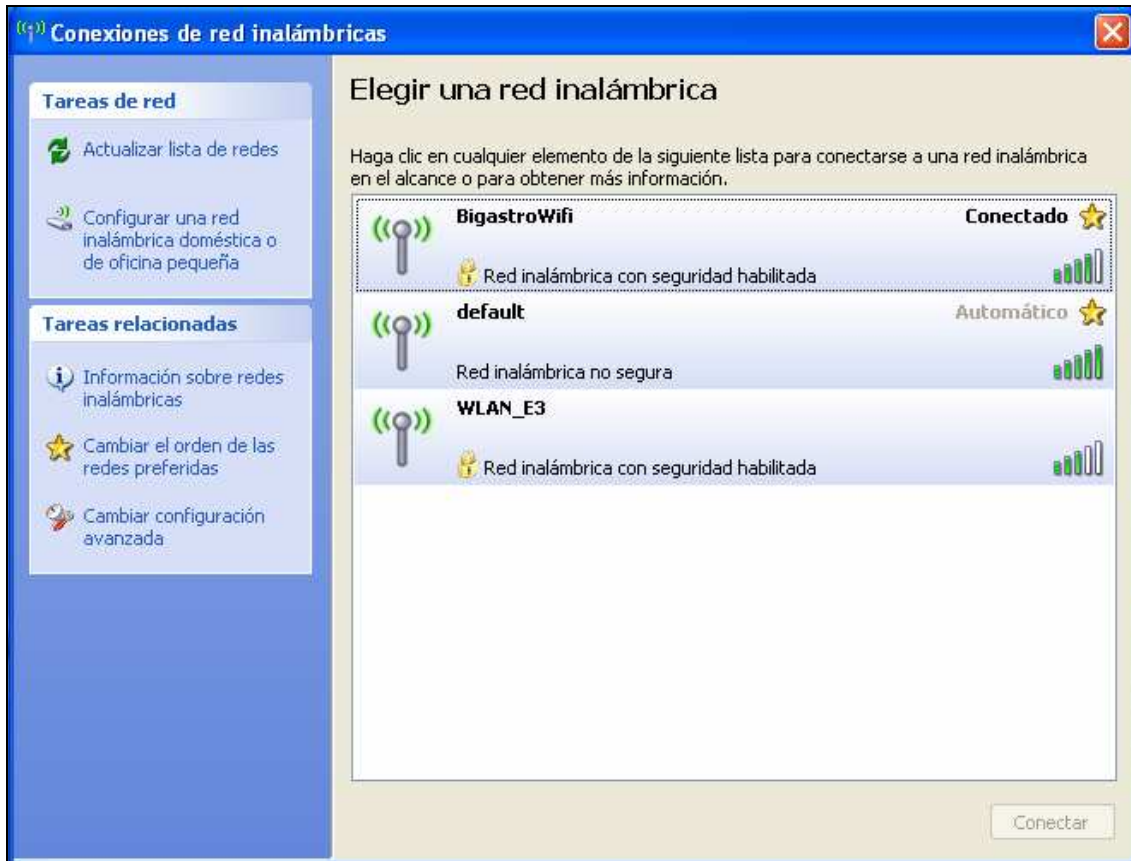 Conexiones de red inalámbricas
Tareas de red
Actualizar lista de redes
Configurar una red
inalámbrica doméstica o
de oficina pequeña
Tareas relacionadas
Información sobre redes
inalámbricas
Cambiar el orden de las
redes preferidas
Cambiar configuración
avanzada
Elegir una red inalámbrica
Haga clic en cualquier elemento de la siguiente lista para conectarse a una red inalámbrica
en el alcance o para obtener más información.
BigastroWifi Conectado
Red inalámbrica con seguridad habilitada
default Automático
Red inalámbrica no segura
WLAN_E3
Red inalámbrica con seguridad habilitada
Conectar